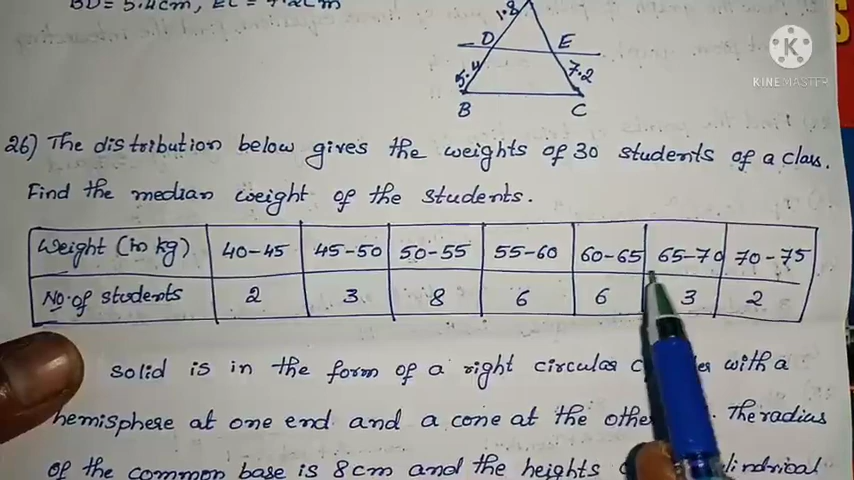 BD = 5.4cm, EC = 7.2cm
1.8
D E
5.4 7.2
B C
KINEMASTER
26) The distribution below gives the weights of 30 students of a class.
Find the median weight of the students.
Weight (in kg) 40-45 45-50 50-55 55-60 60-65 65-70 70-75
No. of students 2 3 8 6 6 3 2
solid is in the form of a right circular with a
hemisphere at one end and a cone at the other The radius
of the common base is 8cm and the heights